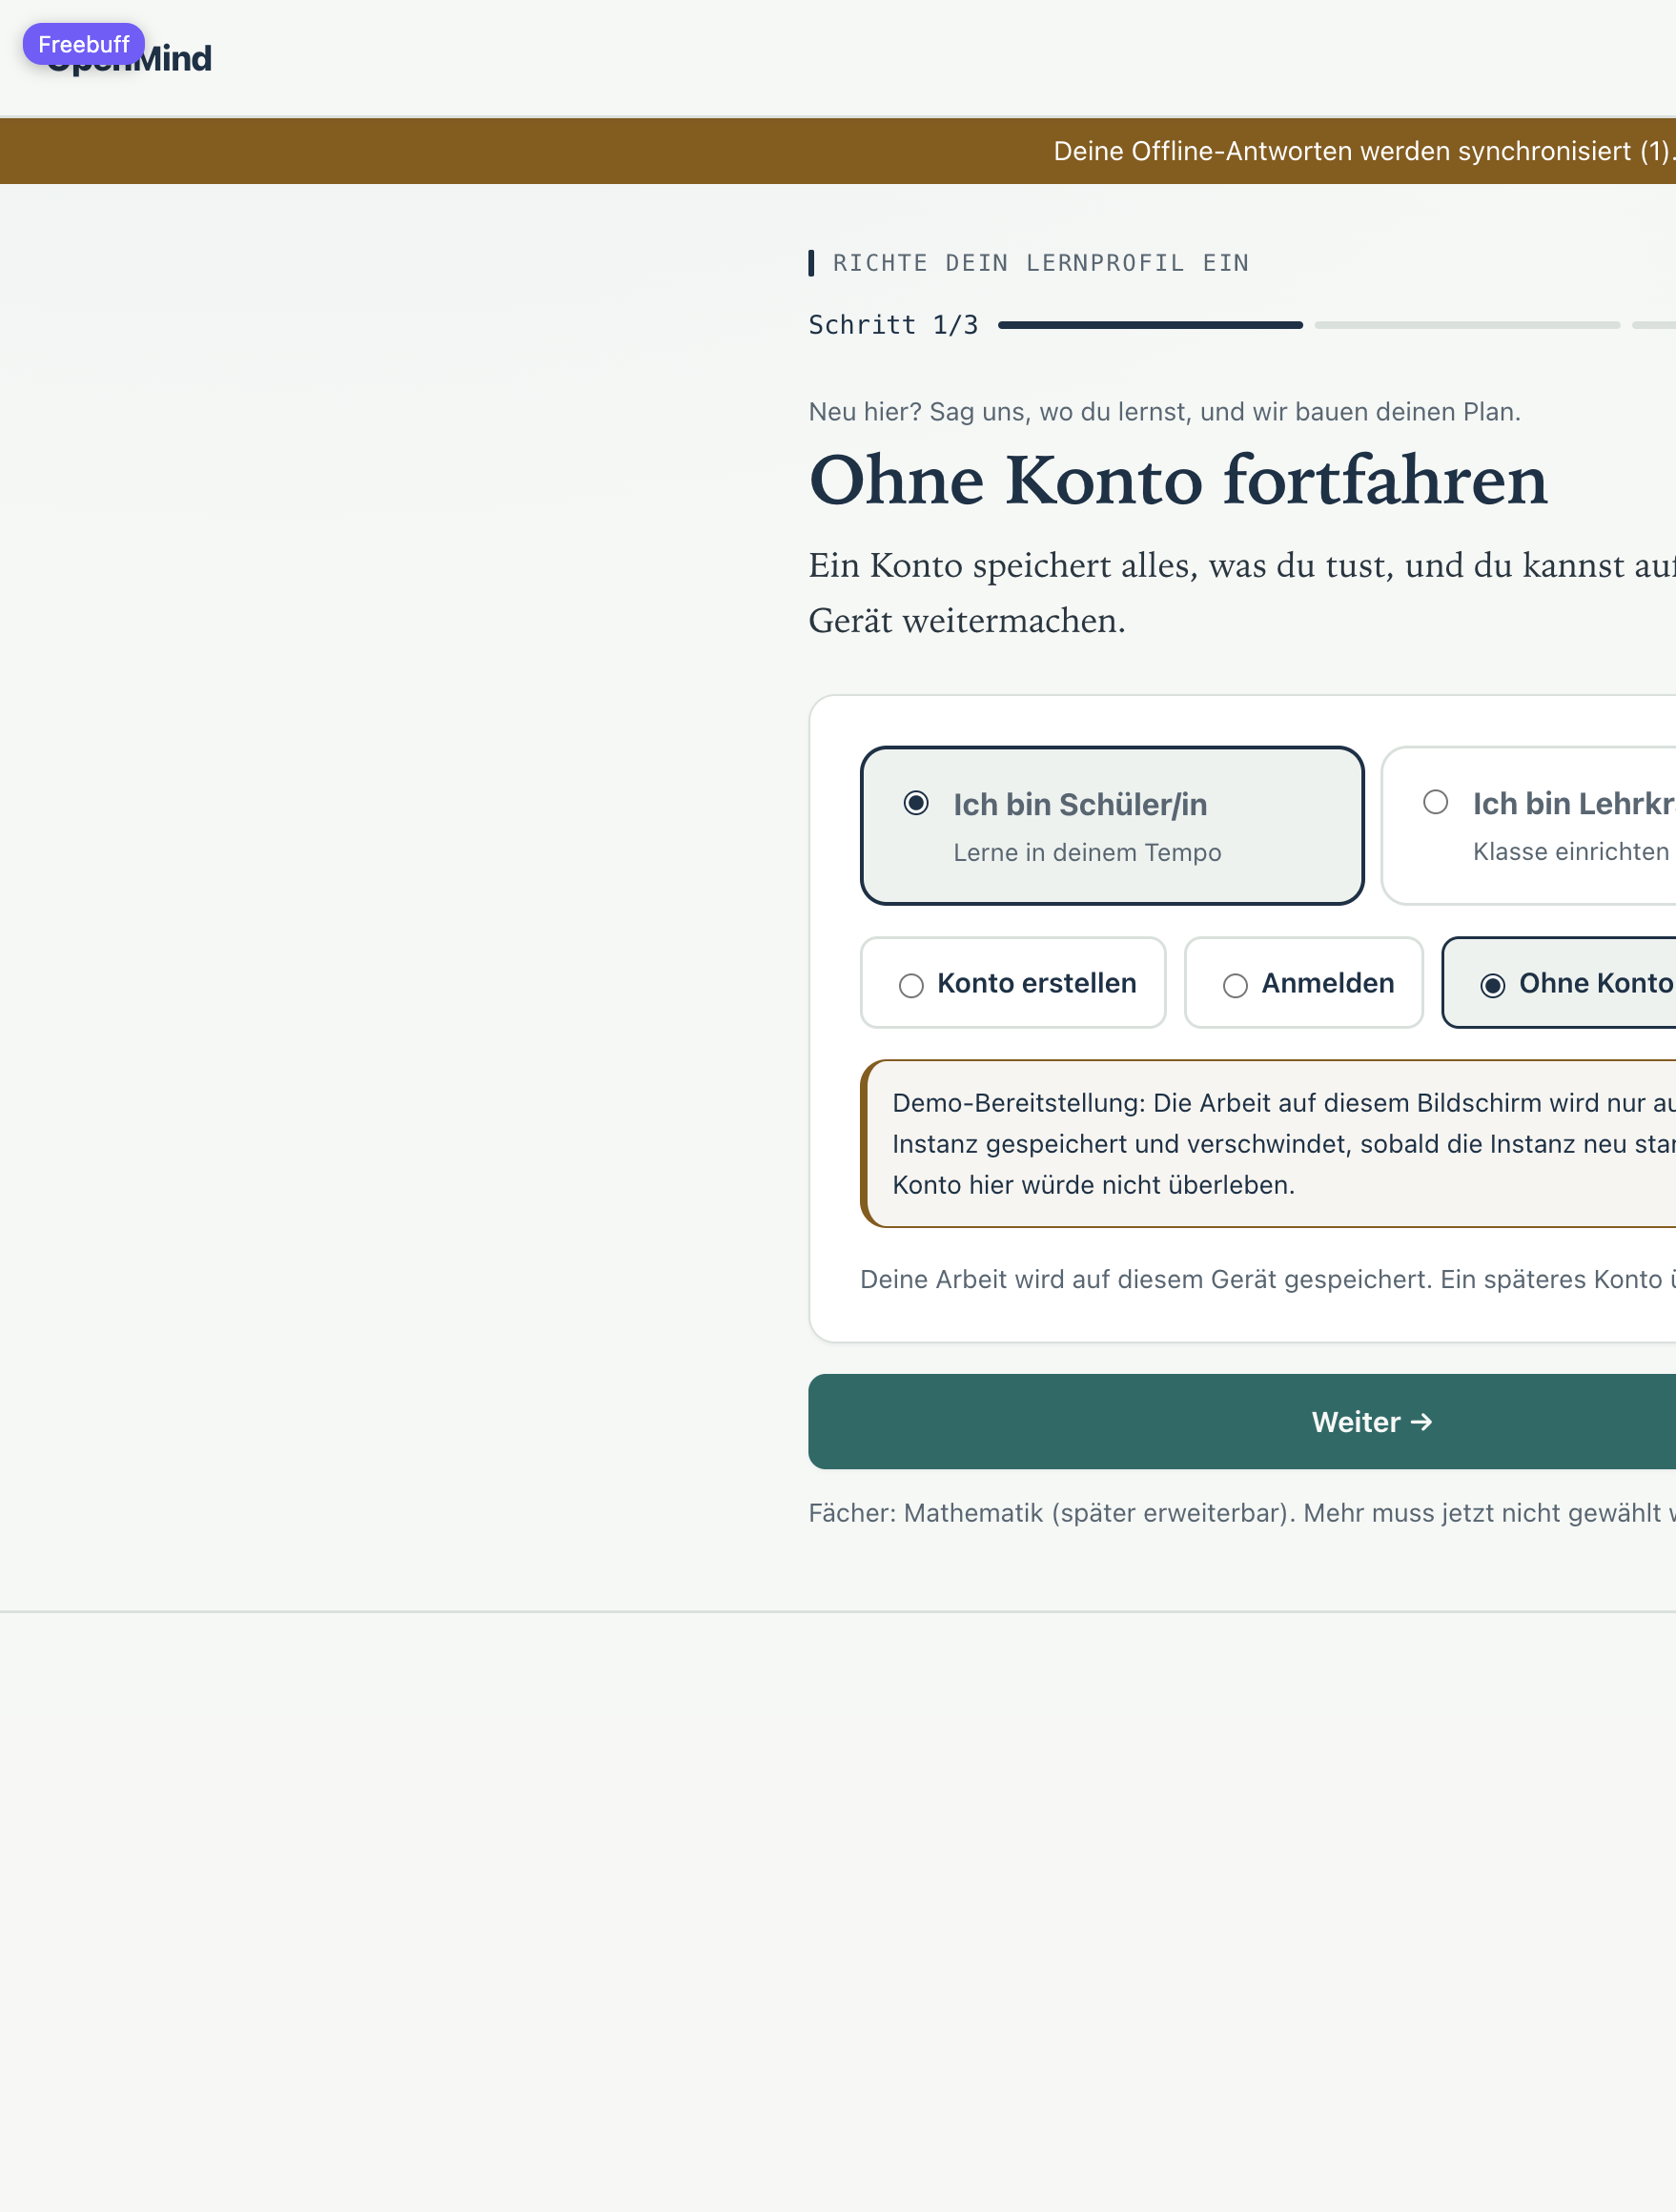 Freebuff
OpenMind
Deine Offline-Antworten werden synchronisiert (1).
RICHTE DEIN LERNPROFIL EIN
Schritt 1/3
Neu hier? Sag uns, wo du lernst, und wir bauen deinen Plan.
Ohne Konto fortfahren
Ein Konto speichert alles, was du tust, und du kannst auf
Gerät weitermachen.
Ich bin Schüler/in
Lerne in deinem Tempo
Ich bin
Klasse einrichten
Konto erstellen
Anmelden
Ohne Konto
Demo-Bereitstellung: Die Arbeit auf diesem Bildschirm wird nur
Instanz gespeichert und verschwindet, sobald die Instanz neu
Konto hier würde nicht überleben.
Deine Arbeit wird auf diesem Gerät gespeichert. Ein späteres Konto
Weiter →
Fächer: Mathematik (später erweiterbar). Mehr muss jetzt nicht gewählt